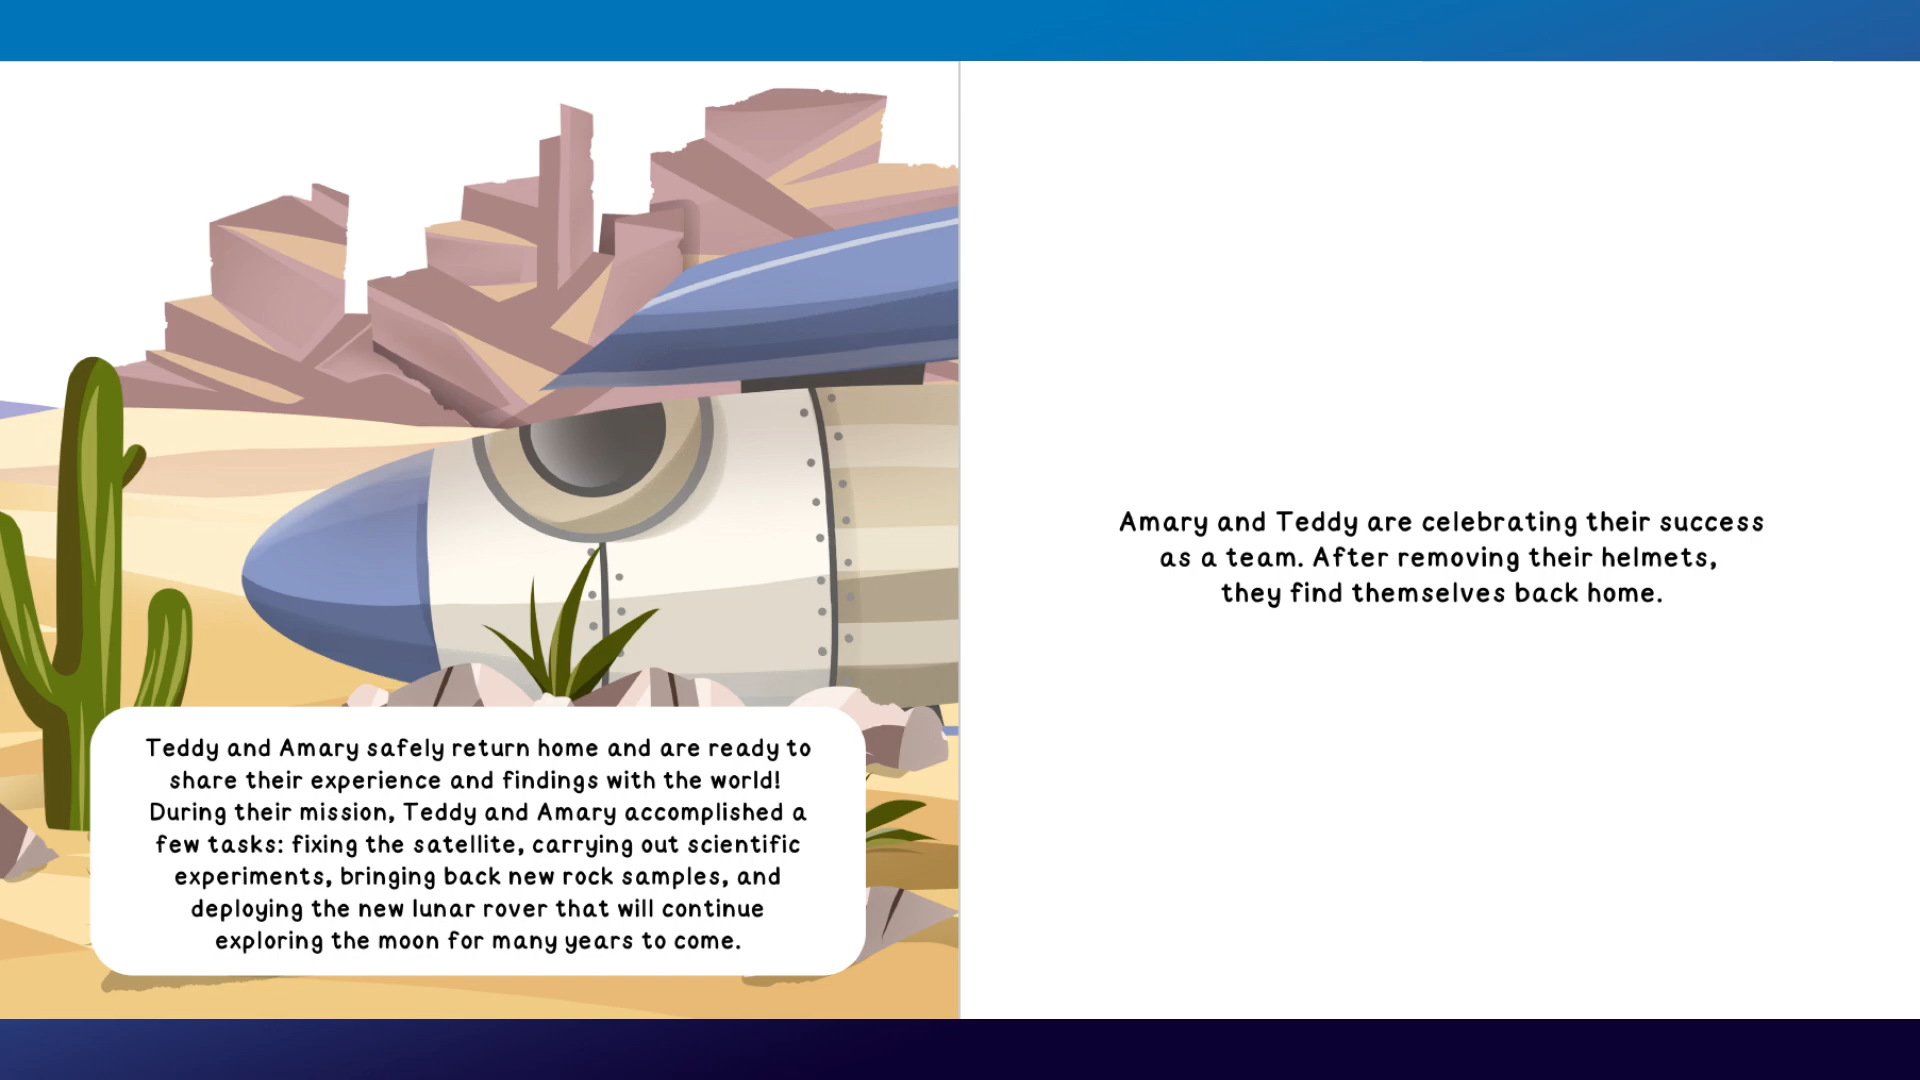 Teddy and Amary safely return home and are ready to
share their experience and findings with the world!
During their mission, Teddy and Amary accomplished a
few tasks: fixing the satellite, carrying out scientific
experiments, bringing back new rock samples, and
deploying the new lunar rover that will continue
exploring the moon for many years to come.
Amary and Teddy are celebrating their success
as a team. After removing their helmets,
they find themselves back home.